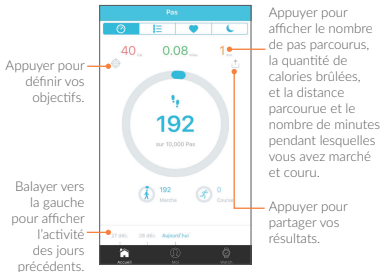 Pas
40
0.08
1
Appuyer pour
définir vos
objectifs.
Appuyer pour
afficher le nombre
de pas parcourus,
la quantité de
calories brûlées,
et la distance
parcourue et le
nombre de minutes
pendant lesquelles
vous avez marché
et couru.
192
sur 10,000 Pas
192
Marche
0
Course
Appuyer pour
partager vos
résultats.
Balayer vers
la gauche
pour afficher
l'activité
des jours
précédents.
Aujourd'hui
Accueil
Moi
Watch